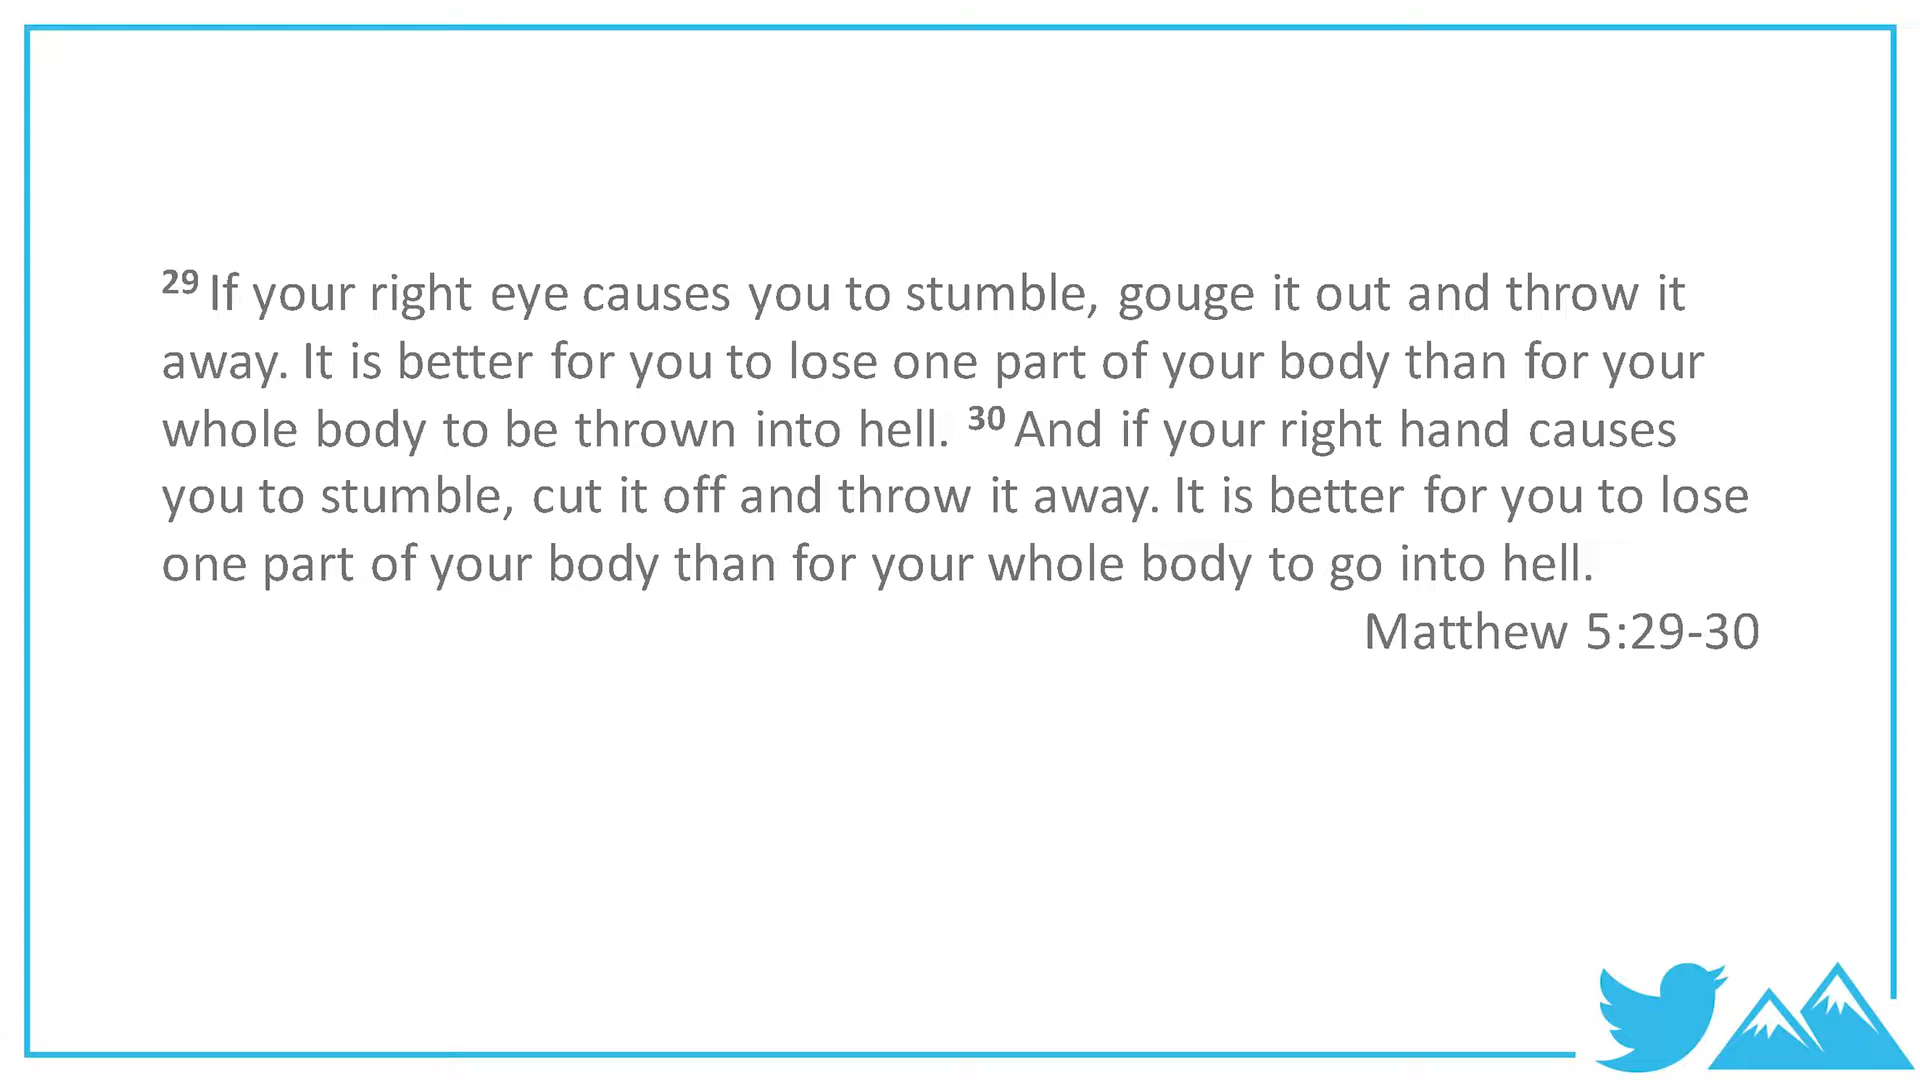 29 If your right eye causes you to stumble, gouge it out and throw it
away. It is better for you to lose one part of your body than for your
whole body to be thrown into hell. 30 And if your right hand causes
you to stumble, cut it off and throw it away. It is better for you to lose
one part of your body than for your whole body to go into hell.
Matthew 5:29-30